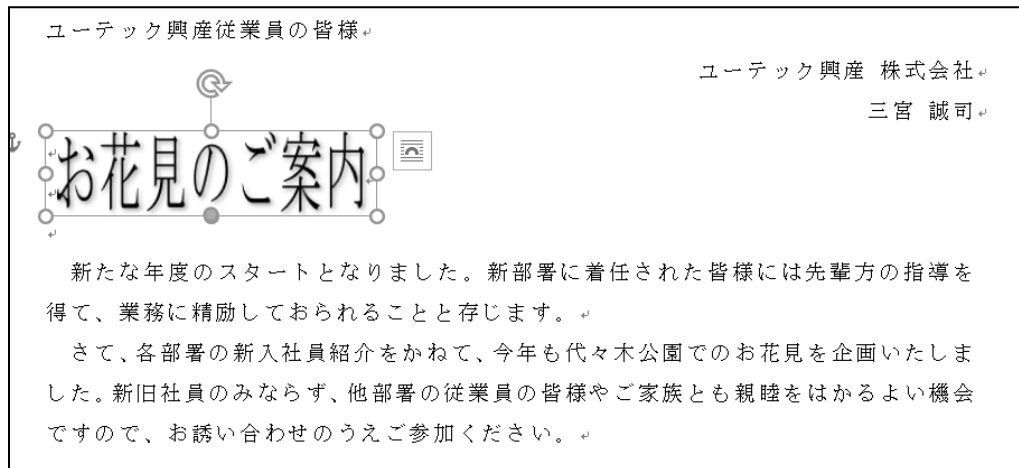 ユーテック興産従業員の皆様
ユーテック興産 株式会社
三宮 誠司
お花見のご案内
新たな年度のスタートとなりました。新部署に着任された皆様には先輩方の指導を
得て、業務に精励しておられることと存じます。
さて、各部署の新入社員紹介をかねて、今年も代々木公園でのお花見を企画いたしま
した。新旧社員のみならず、他部署の従業員の皆様やご家族とも親睦をはかるよい機会
ですので、お誘い合わせのうえご参加ください。